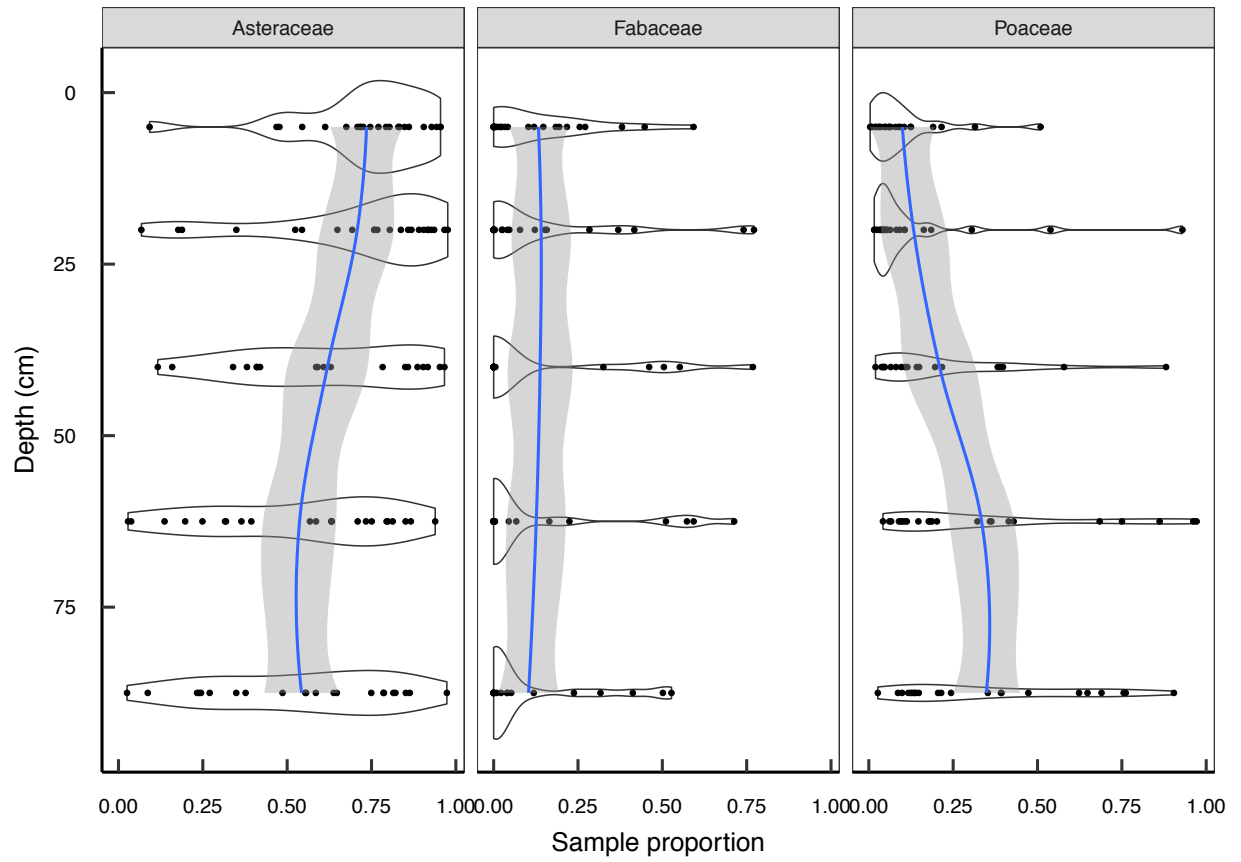 Asteraceae Fabaceae Poaceae
0
25
50
75
Depth (cm)
0.00 0.25 0.50 0.75 1.00 0.00 0.25 0.50 0.75 1.00 0.00 0.25 0.50 0.75 1.00
Sample proportion